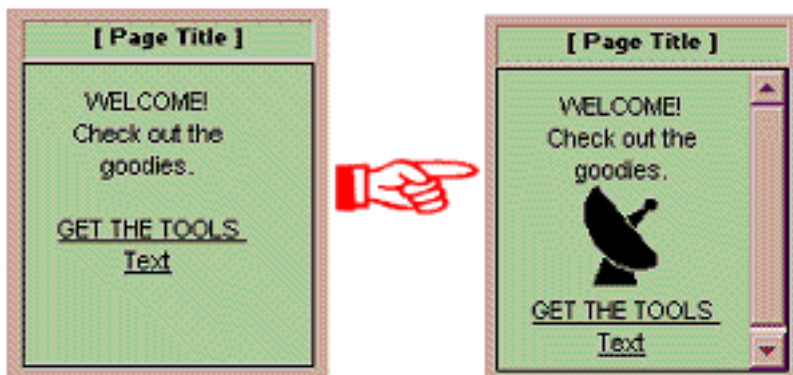 [ Page Title ]
WELCOME!
Check out the
goodies.
GET THE TOOLS
Text
[ Page Title ]
WELCOME!
Check out the
goodies.
GET THE TOOLS
Text